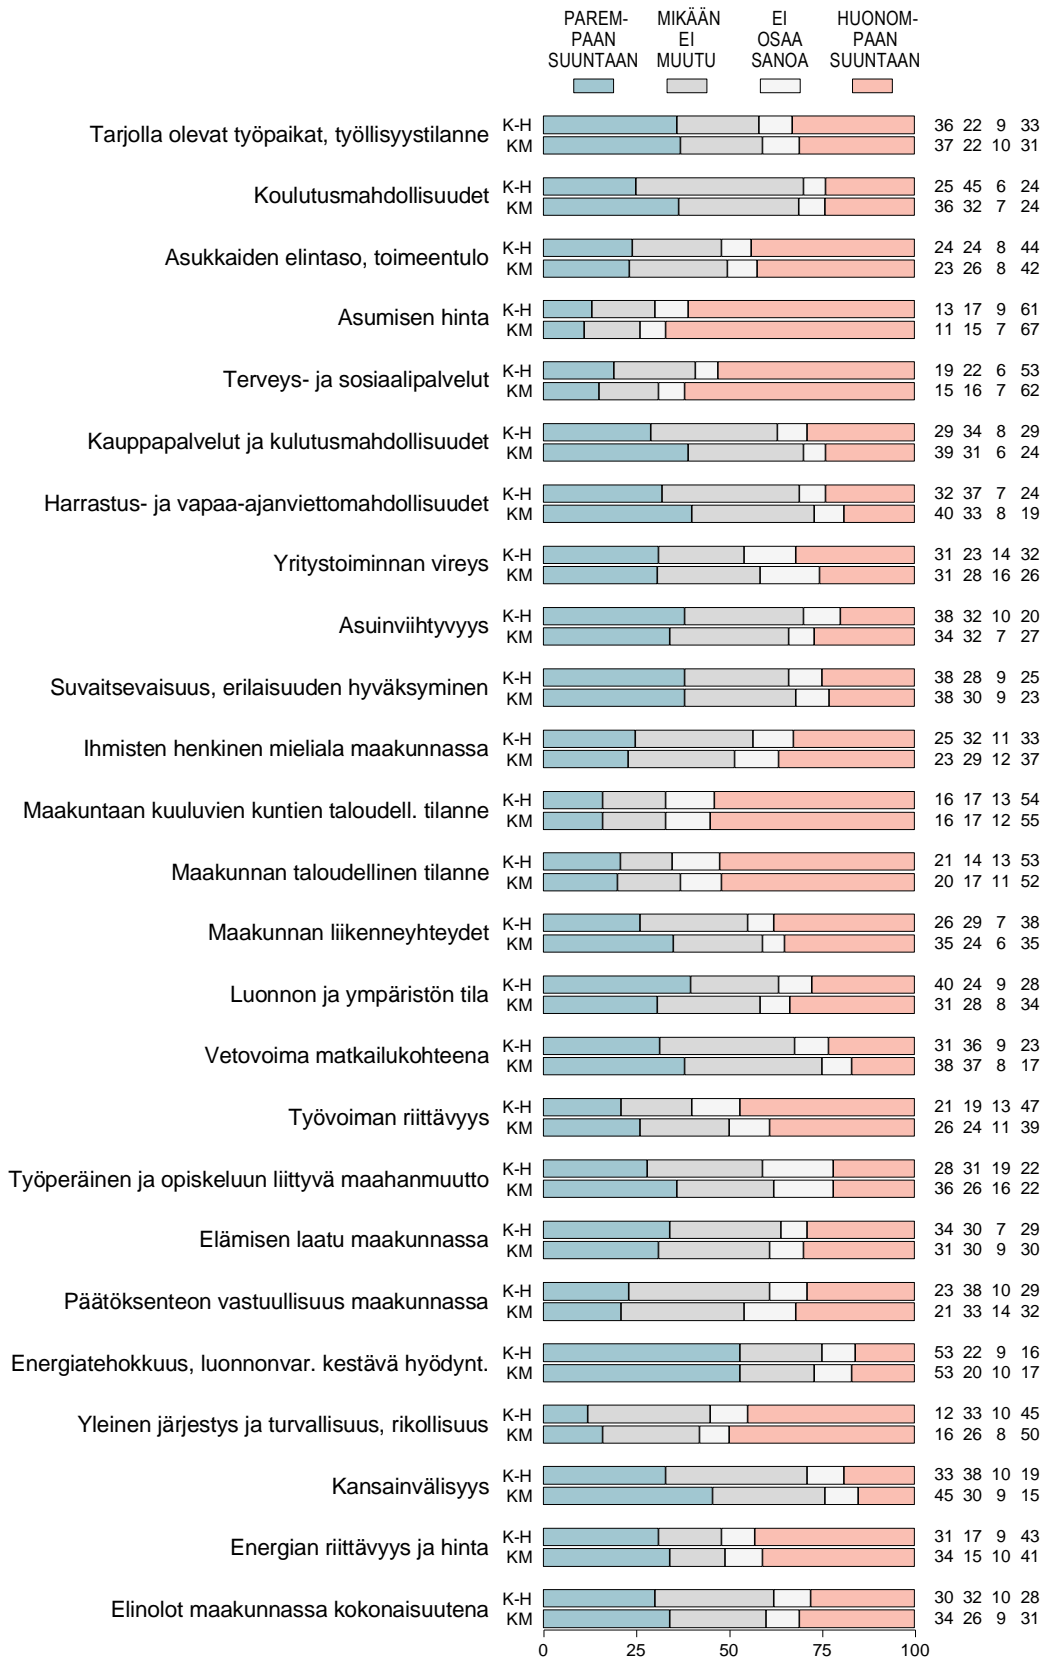 PAREM- MIKÄÄN EI HUONOM-
PAAN EI OSAA PAAN
SUUNTAAN MUUTU SANOA SUUNTAAN
Tarjolla olevat työpaikat, työllisyystilanne K-H 36 22 9 33
KM 37 22 10 31
Koulutusmahdollisuudet K-H 25 45 6 24
KM 36 32 7 24
Asukkaiden elintaso, toimeentulo K-H 24 24 8 44
KM 23 26 8 42
Asumisen hinta K-H 13 17 9 61
KM 11 15 7 67
Terveys- ja sosiaalipalvelut K-H 19 22 6 53
KM 15 16 7 62
Kauppapalvelut ja kulutusmahdollisuudet K-H 29 34 8 29
KM 39 31 6 24
Harrastus- ja vapaa-ajanviettomahdollisuudet K-H 32 37 7 24
KM 40 33 8 19
Yritystoiminnan vireys K-H 31 23 14 32
KM 31 28 16 26
Asuinviihtyvyys K-H 38 32 10 20
KM 34 32 7 27
Suvaitsevaisuus, erilaisuuden hyväksyminen K-H 38 28 9 25
KM 38 30 9 23
Ihmisten henkinen mieliala maakunnassa K-H 25 32 11 33
KM 23 29 12 37
Maakuntaan kuuluvien kuntien taloudell. tilanne K-H 16 17 13 54
KM 16 17 12 55
Maakunnan taloudellinen tilanne K-H 21 14 13 53
KM 20 17 11 52
Maakunnan liikenneyhteydet K-H 26 29 7 38
KM 35 24 6 35
Luonnon ja ympäristön tila K-H 40 24 9 28
KM 31 28 8 34
Vetovoima matkailukohteena K-H 31 36 9 23
KM 38 37 8 17
Työvoiman riittävyys K-H 21 19 13 47
KM 26 24 11 39
Työperäinen ja opiskeluun liittyvä maahanmuutto K-H 28 31 19 22
KM 36 26 16 22
Elämisen laatu maakunnassa K-H 34 30 7 29
KM 31 30 9 30
Päätöksenteon vastuullisuus maakunnassa K-H 23 38 10 29
KM 21 33 14 32
Energiatehokkuus, luonnonvar. kestävä hyödynt. K-H 53 22 9 16
KM 53 20 10 17
Yleinen järjestys ja turvallisuus, rikollisuus K-H 12 33 10 45
KM 16 26 8 50
Kansainvälisyys K-H 33 38 10 19
KM 45 30 9 15
Energian riittävyys ja hinta K-H 31 17 9 43
KM 34 15 10 41
Elinolot maakunnassa kokonaisuutena K-H 30 32 10 28
KM 34 26 9 31
0 25 50 75 100